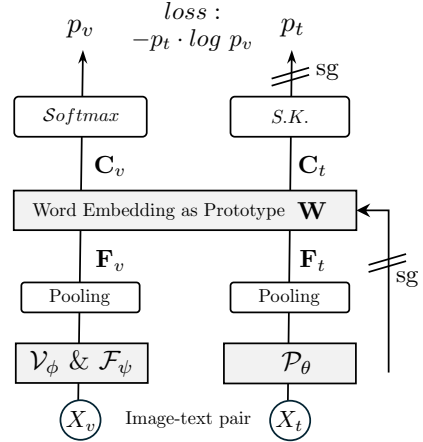 loss :
p_v  −p_t · log p_v  p_t
sg
Softmax  S.K.
C_v  C_t
Word Embedding as Prototype W
F_v  F_t
sg
Pooling  Pooling
𝒱_ϕ & ℱ_ψ  𝒫_θ
X_v  Image-text pair  X_t